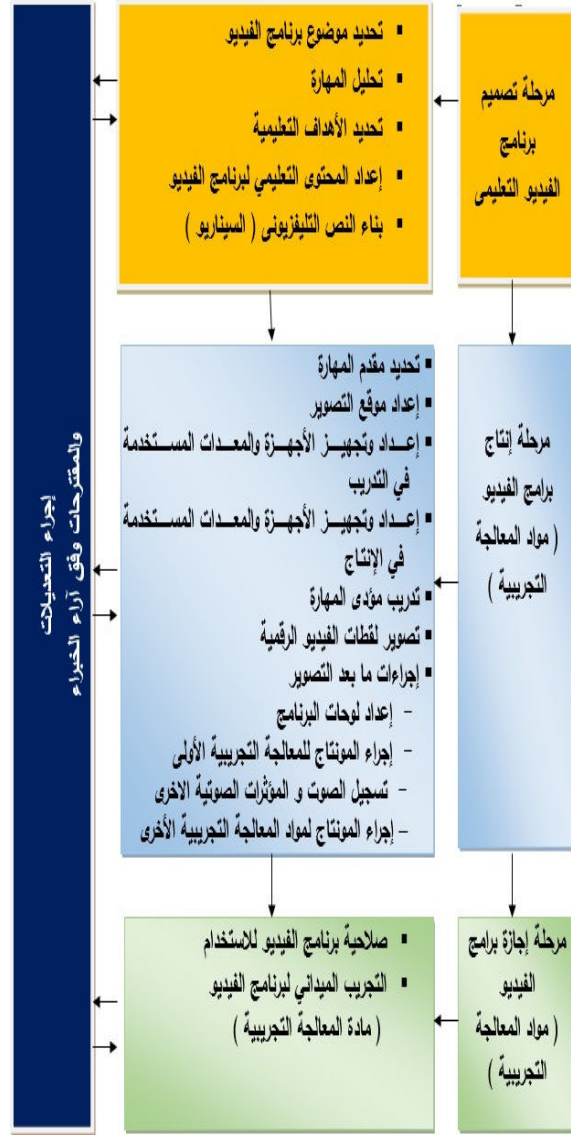 مرحلة تصميم
برنامج
الفيديو التعليمى
▪ تحديد موضوع برنامج الفيديو
▪ تحليل المهارة
▪ تحديد الأهداف التعليمية
▪ إعداد المحتوى التعليمي لبرنامج الفيديو
▪ بناء النص التليفزيونى ( السيناريو )
مرحلة إنتاج
برامج الفيديو
( مواد المعالجة
التجريبية )
▪ تحديد مقدم المهارة
▪ إعداد موقع التصوير
▪ إعداد وتجهيز الأجهزة والمعدات المستخدمة
في التدريب
▪ إعداد وتجهيز الأجهزة والمعدات المستخدمة
في الإنتاج
▪ تدريب مؤدى المهارة
▪ تصوير لقطات الفيديو الرقمية
▪ إجراءات ما بعد التصوير
– إعداد لوحات البرنامج
– إجراء المونتاج للمعالجة التجريبية الأولى
– تسجيل الصوت و المؤثرات الصوتية الاخرى
– إجراء المونتاج لمواد المعالجة التجريبية الأخرى
مرحلة إجازة برامج
الفيديو
( مواد المعالجة
التجريبية )
▪ صلاحية برنامج الفيديو للاستخدام
▪ التجريب الميداني لبرنامج الفيديو
( مادة المعالجة التجريبية )
إجراء التعديلات
والمقترحات وفق آراء الخبراء